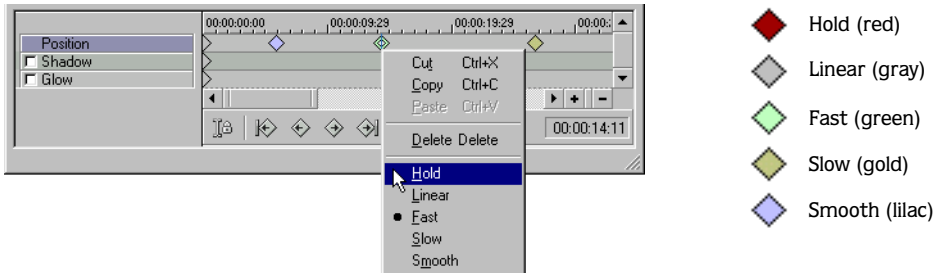 00:00:00:00 00:00:09:29 00:00:19:29 00:00:
Position
Shadow
Glow
00:00:14:11
Cut Ctrl+X
Copy Ctrl+C
Paste Ctrl+V
Delete Delete
Hold
Linear
Fast
Slow
Smooth
Hold (red)
Linear (gray)
Fast (green)
Slow (gold)
Smooth (lilac)